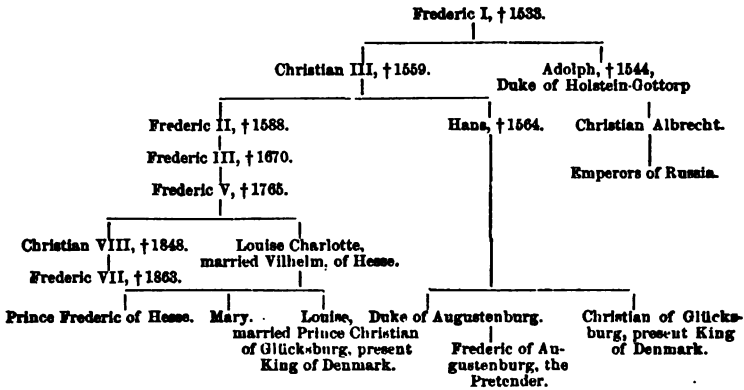 Frederic I, †1533.
Christian III, †1559.
Adolph, †1544,
Duke of Holstein-Gottorp
Frederic II, †1588.
Hans, †1564.
Christian Albrecht.
Frederic III, †1670.
Emperors of Russia.
Frederic V, †1765.
Christian VIII, †1848.
Louise Charlotte,
married Vilhelm, of Hesse.
Frederic VII, †1863.
Prince Frederic of Hesse.
Mary.
Louise,
married Prince Christian
of Glücksburg, present
King of Denmark.
Duke of Augustenburg.
Frederic of Au-
gustenburg, the
Pretender.
Christian of Glücks-
burg, present King
of Denmark.